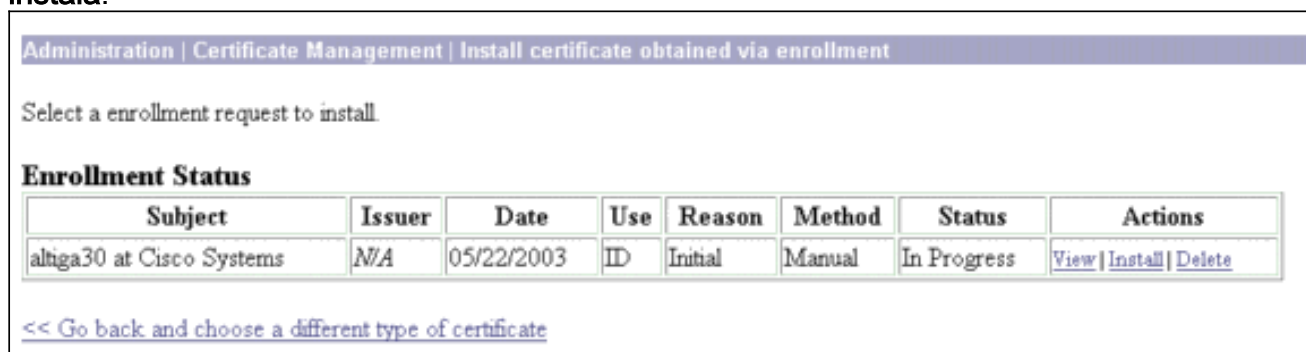 Instala.
Administration | Certificate Management | Install certificate obtained via enrollment
Select a enrollment request to install.
Enrollment Status
Subject Issuer Date Use Reason Method Status Actions
altiga30 at Cisco Systems N/A 05/22/2003 ID Initial Manual In Progress View | Install | Delete
<< Go back and choose a different type of certificate